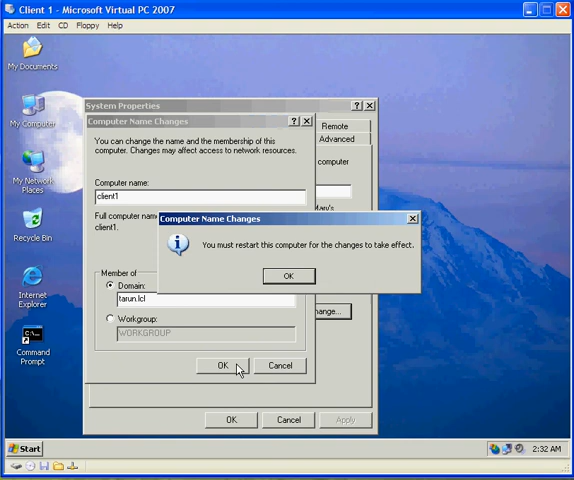 Client 1 - Microsoft Virtual PC 2007
Action Edit CD Floppy Help
My Documents
My Computer
My Network
Places
Recycle Bin
Internet
Explorer
Command
Prompt
System Properties
Computer Name Changes
Remote
Advanced
You can change the name and the membership of this
computer. Changes may affect access to network resources.
computer
Computer name:
client1
Mary's
Full computer name
client1.
Computer Name Changes
You must restart this computer for the changes to take effect.
OK
Member of
Domain:
tarun.lcl
Workgroup:
WORKGROUP
hange...
OK Cancel
OK Cancel Apply
Start
2:32 AM